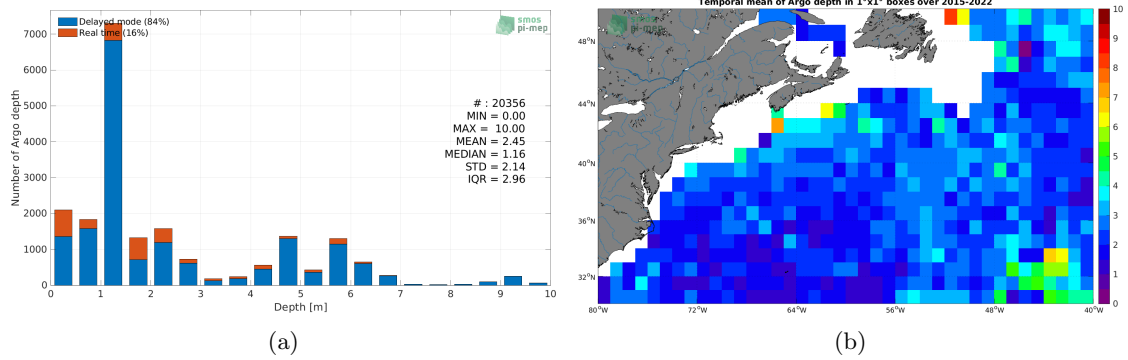 Delayed mode (84%)
Real time (16%)
smos
pi-mep
# : 20356
MIN = 0.00
MAX = 10.00
MEAN = 2.45
MEDIAN = 1.16
STD = 2.14
IQR = 2.96
Number of Argo depth
7000
6000
5000
4000
3000
2000
1000
0
0 1 2 3 4 5 6 7 8 9 10
Depth [m]
(a)
Temporal mean of Argo depth in 1°x1° boxes over 2015-2022
smos
pi-mep
48°N
44°N
40°N
36°N
32°N
80°W 72°W 64°W 56°W 48°W 40°W
10
9
8
7
6
5
4
3
2
1
0
(b)